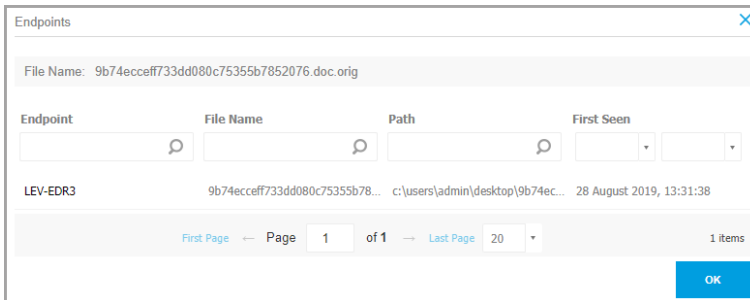 Endpoints
File Name: 9b74ecceff733dd080c75355b7852076.doc.orig
Endpoint File Name Path First Seen
LEV-EDR3 9b74ecceff733dd080c75355b78... c:\users\admin\desktop\9b74ec... 28 August 2019, 13:31:38
First Page ← Page 1 of 1 → Last Page 20 1 items
OK